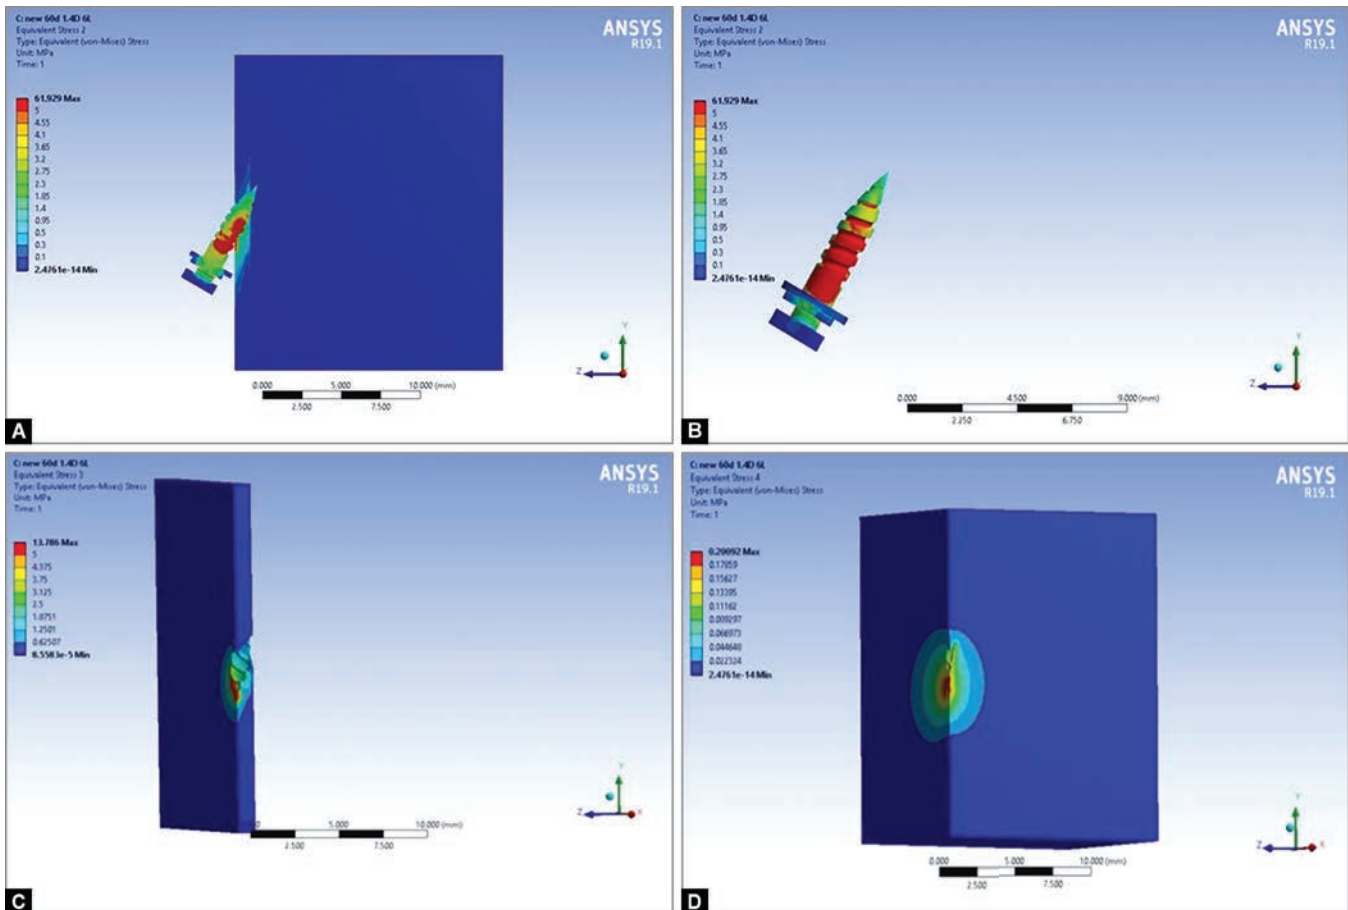 C: new 60d 1.4D 6L
Equivalent Stress 2
Type: Equivalent (von-Mises) Stress
Unit: MPa
Time: 1
ANSYS
R19.1
61.929 Max
5
4.55
4.1
3.65
3.2
2.75
2.3
1.85
1.4
0.95
0.5
0.3
0.1
2.4761e-14 Min
Y
Z
0.000 5.000 10.000 (mm)
2.500 7.500
A
C: new 60d 1.4D 6L
Equivalent Stress 2
Type: Equivalent (von-Mises) Stress
Unit: MPa
Time: 1
ANSYS
R19.1
61.929 Max
5
4.55
4.1
3.65
3.2
2.75
2.3
1.85
1.4
0.95
0.5
0.3
0.1
2.4761e-14 Min
Y
Z
0.000 4.500 9.000 (mm)
2.250 6.750
B
C: new 60d 1.4D 6L
Equivalent Stress 3
Type: Equivalent (von-Mises) Stress
Unit: MPa
Time: 1
ANSYS
R19.1
13.786 Max
5
4.375
3.75
3.125
2.5
1.8751
1.2501
0.62507
8.5583e-5 Min
Y
Z X
5.000 10.000 (mm)
2.500 7.500
C
C: new 60d 1.4D 6L
Equivalent Stress 4
Type: Equivalent (von-Mises) Stress
Unit: MPa
Time: 1
ANSYS
R19.1
0.20092 Max
0.17859
0.15627
0.13395
0.11162
0.089297
0.066973
0.044648
0.022324
2.4761e-14 Min
Y
Z X
0.000 5.000 10.000 (mm)
2.500 7.500
D